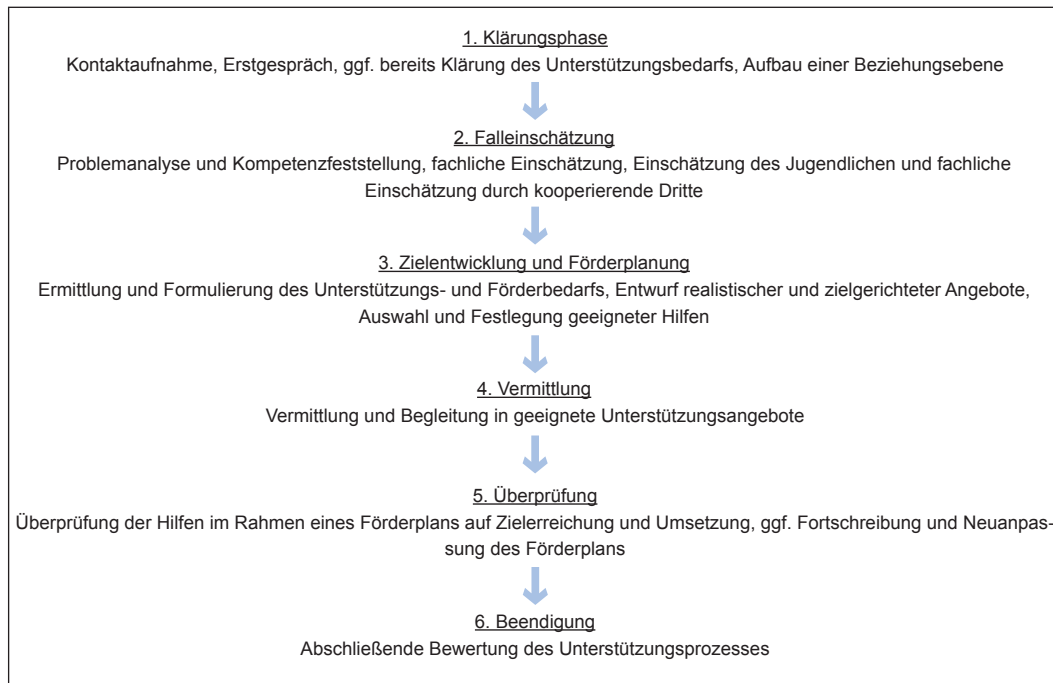 1. Klärungsphase
Kontaktaufnahme, Erstgespräch, ggf. bereits Klärung des Unterstützungsbedarfs, Aufbau einer Beziehungsebene
2. Falleinschätzung
Problemanalyse und Kompetenzfeststellung, fachliche Einschätzung, Einschätzung des Jugendlichen und fachliche
Einschätzung durch kooperierende Dritte
3. Zielentwicklung und Förderplanung
Ermittlung und Formulierung des Unterstützungs- und Förderbedarfs, Entwurf realistischer und zielgerichteter Angebote,
Auswahl und Festlegung geeigneter Hilfen
4. Vermittlung
Vermittlung und Begleitung in geeignete Unterstützungsangebote
5. Überprüfung
Überprüfung der Hilfen im Rahmen eines Förderplans auf Zielerreichung und Umsetzung, ggf. Fortschreibung und Neuanpas-
sung des Förderplans
6. Beendigung
Abschließende Bewertung des Unterstützungsprozesses